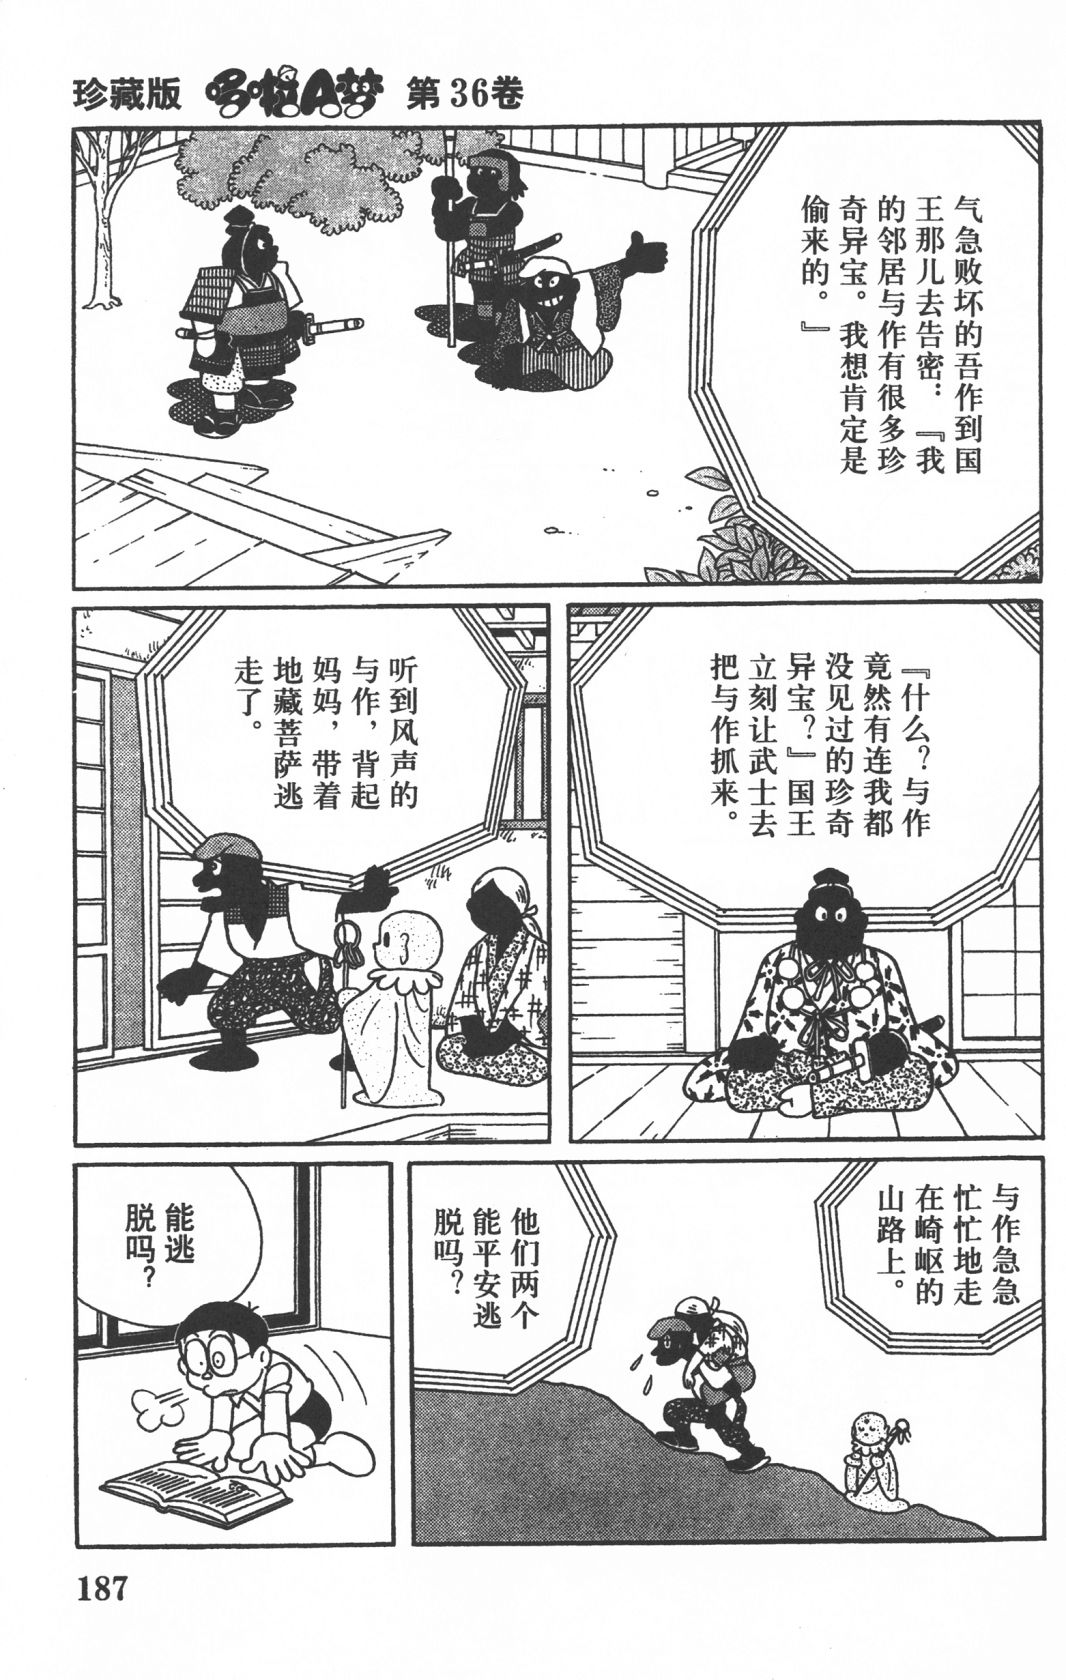 珍藏版 哆啦A梦 第36卷
气急败坏的吾作到国
王那儿去告密：『我
的邻居与作有很多珍
奇异宝。我想肯定是
偷来的。』
『什么？与作
竟然有连我都
没见过的珍奇
异宝？』国王
立刻让武士去
把与作抓来。
听到风声的
与作，背起
妈妈，带着
地藏菩萨逃
走了。
与作急急
忙忙地走
在崎岖的
山路上。
他们两个
能平安逃
脱吗？
能逃
脱吗？
187